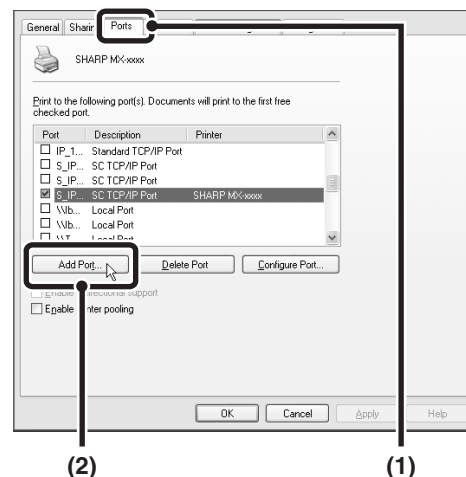 General Sharin Ports
SHARP MX-xxxx
Print to the following port(s). Documents will print to the first free
checked port.
Port Description Printer
IP_1... Standard TCP/IP Port
S_IP... SC TCP/IP Port
S_IP... SC TCP/IP Port
S_IP... SC TCP/IP Port SHARP MX-xxxx
\\Ib... Local Port
\\Ib... Local Port
Local Port
Add Port... Delete Port Configure Port...
Enable directional support
Enable nter pooling
OK Cancel Apply Help
(2) (1)